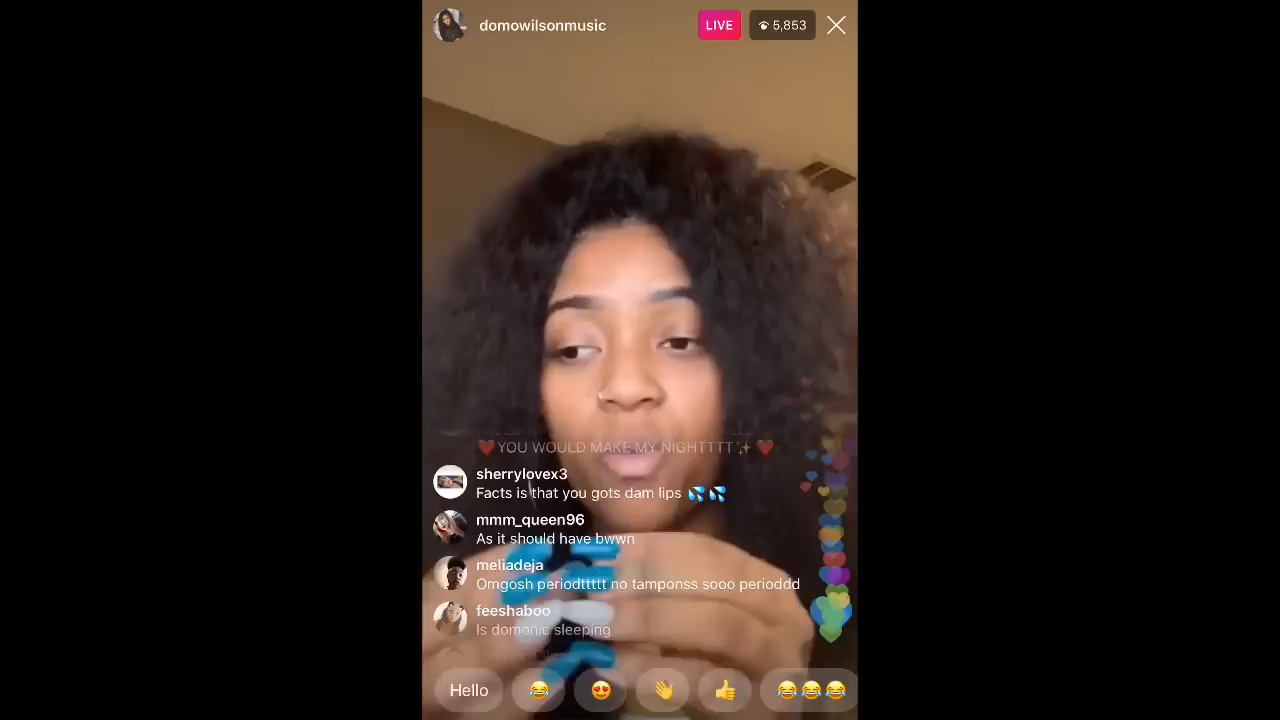 domowilsonmusic
LIVE
5,853
❤️YOU WOULD MAKE MY NIGHTTTT✨ ❤️
sherrylovex3
Facts is that you gots dam lips 💦💦
mmm_queen96
As it should have bwwn
meliadeja
Omgosh periodttttt no tamponss sooo perioddd
feeshaboo
Is domonic sleeping
Hello 😂 😍 👋 👍 😂😂😂